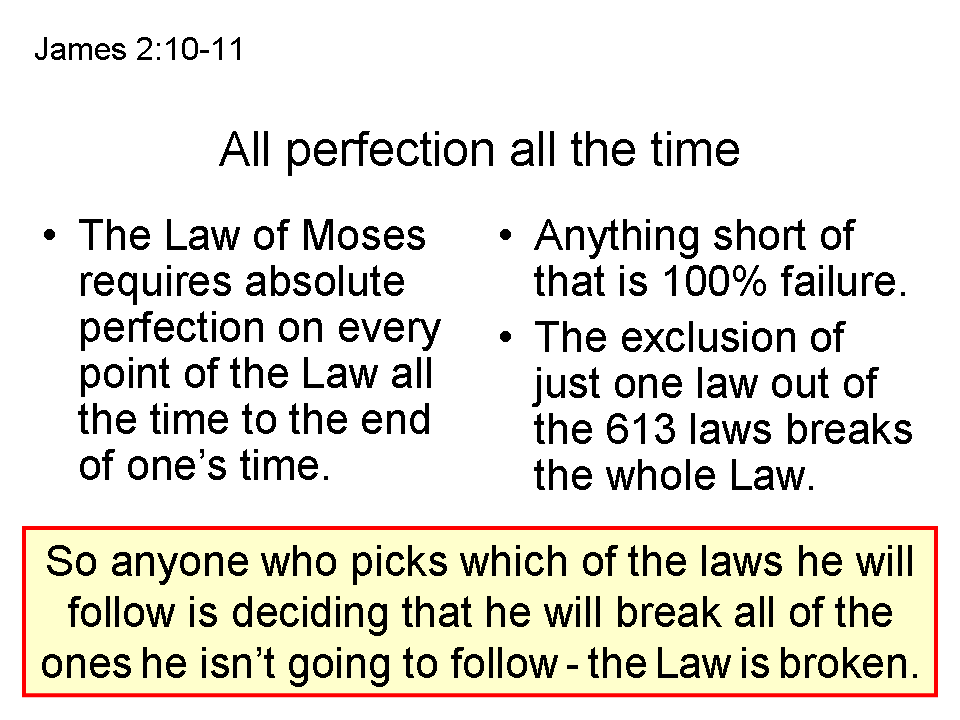 James 2:10-11
All perfection all the time
• The Law of Moses
requires absolute
perfection on every
point of the Law all
the time to the end
of one’s time.
• Anything short of
that is 100% failure.
• The exclusion of
just one law out of
the 613 laws breaks
the whole Law.
So anyone who picks which of the laws he will
follow is deciding that he will break all of the
ones he isn’t going to follow - the Law is broken.